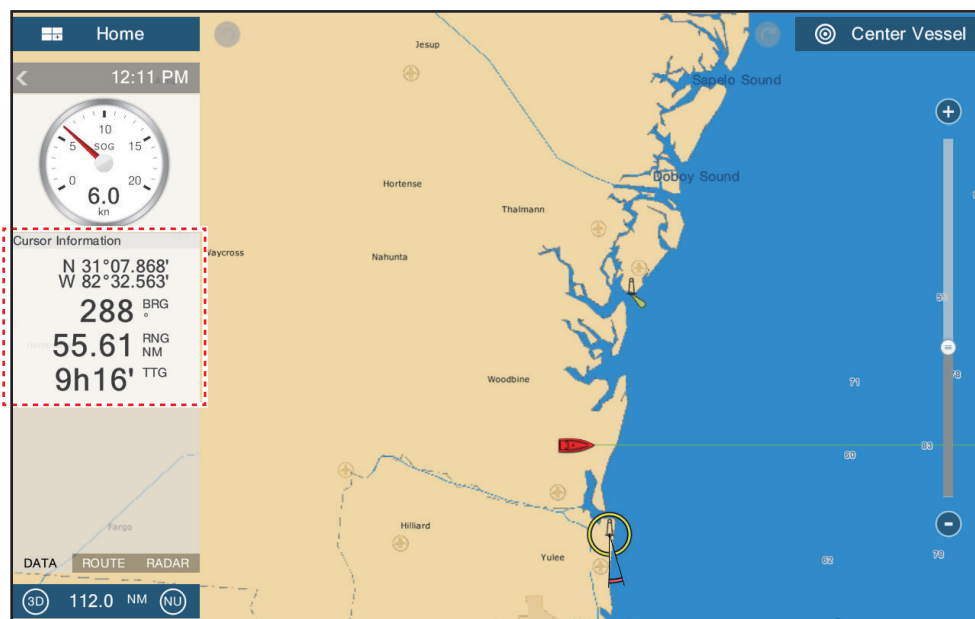 Home
Center Vessel
12:11 PM
10
5
SOG
15
0
20
6.0
kn
Cursor Information
N 31°07.868'
W 82°32.563'
288 BRG °
55.61 RNG NM
9h16' TTG
Fargo
DATA ROUTE RADAR
3D 112.0 NM NU
Jesup
Sapelo Sound
Doboy Sound
Hortense
Thalmann
Waycross
Nahunta
Woodbine
71
78
83
80
Hilliard
Yulee
62
78